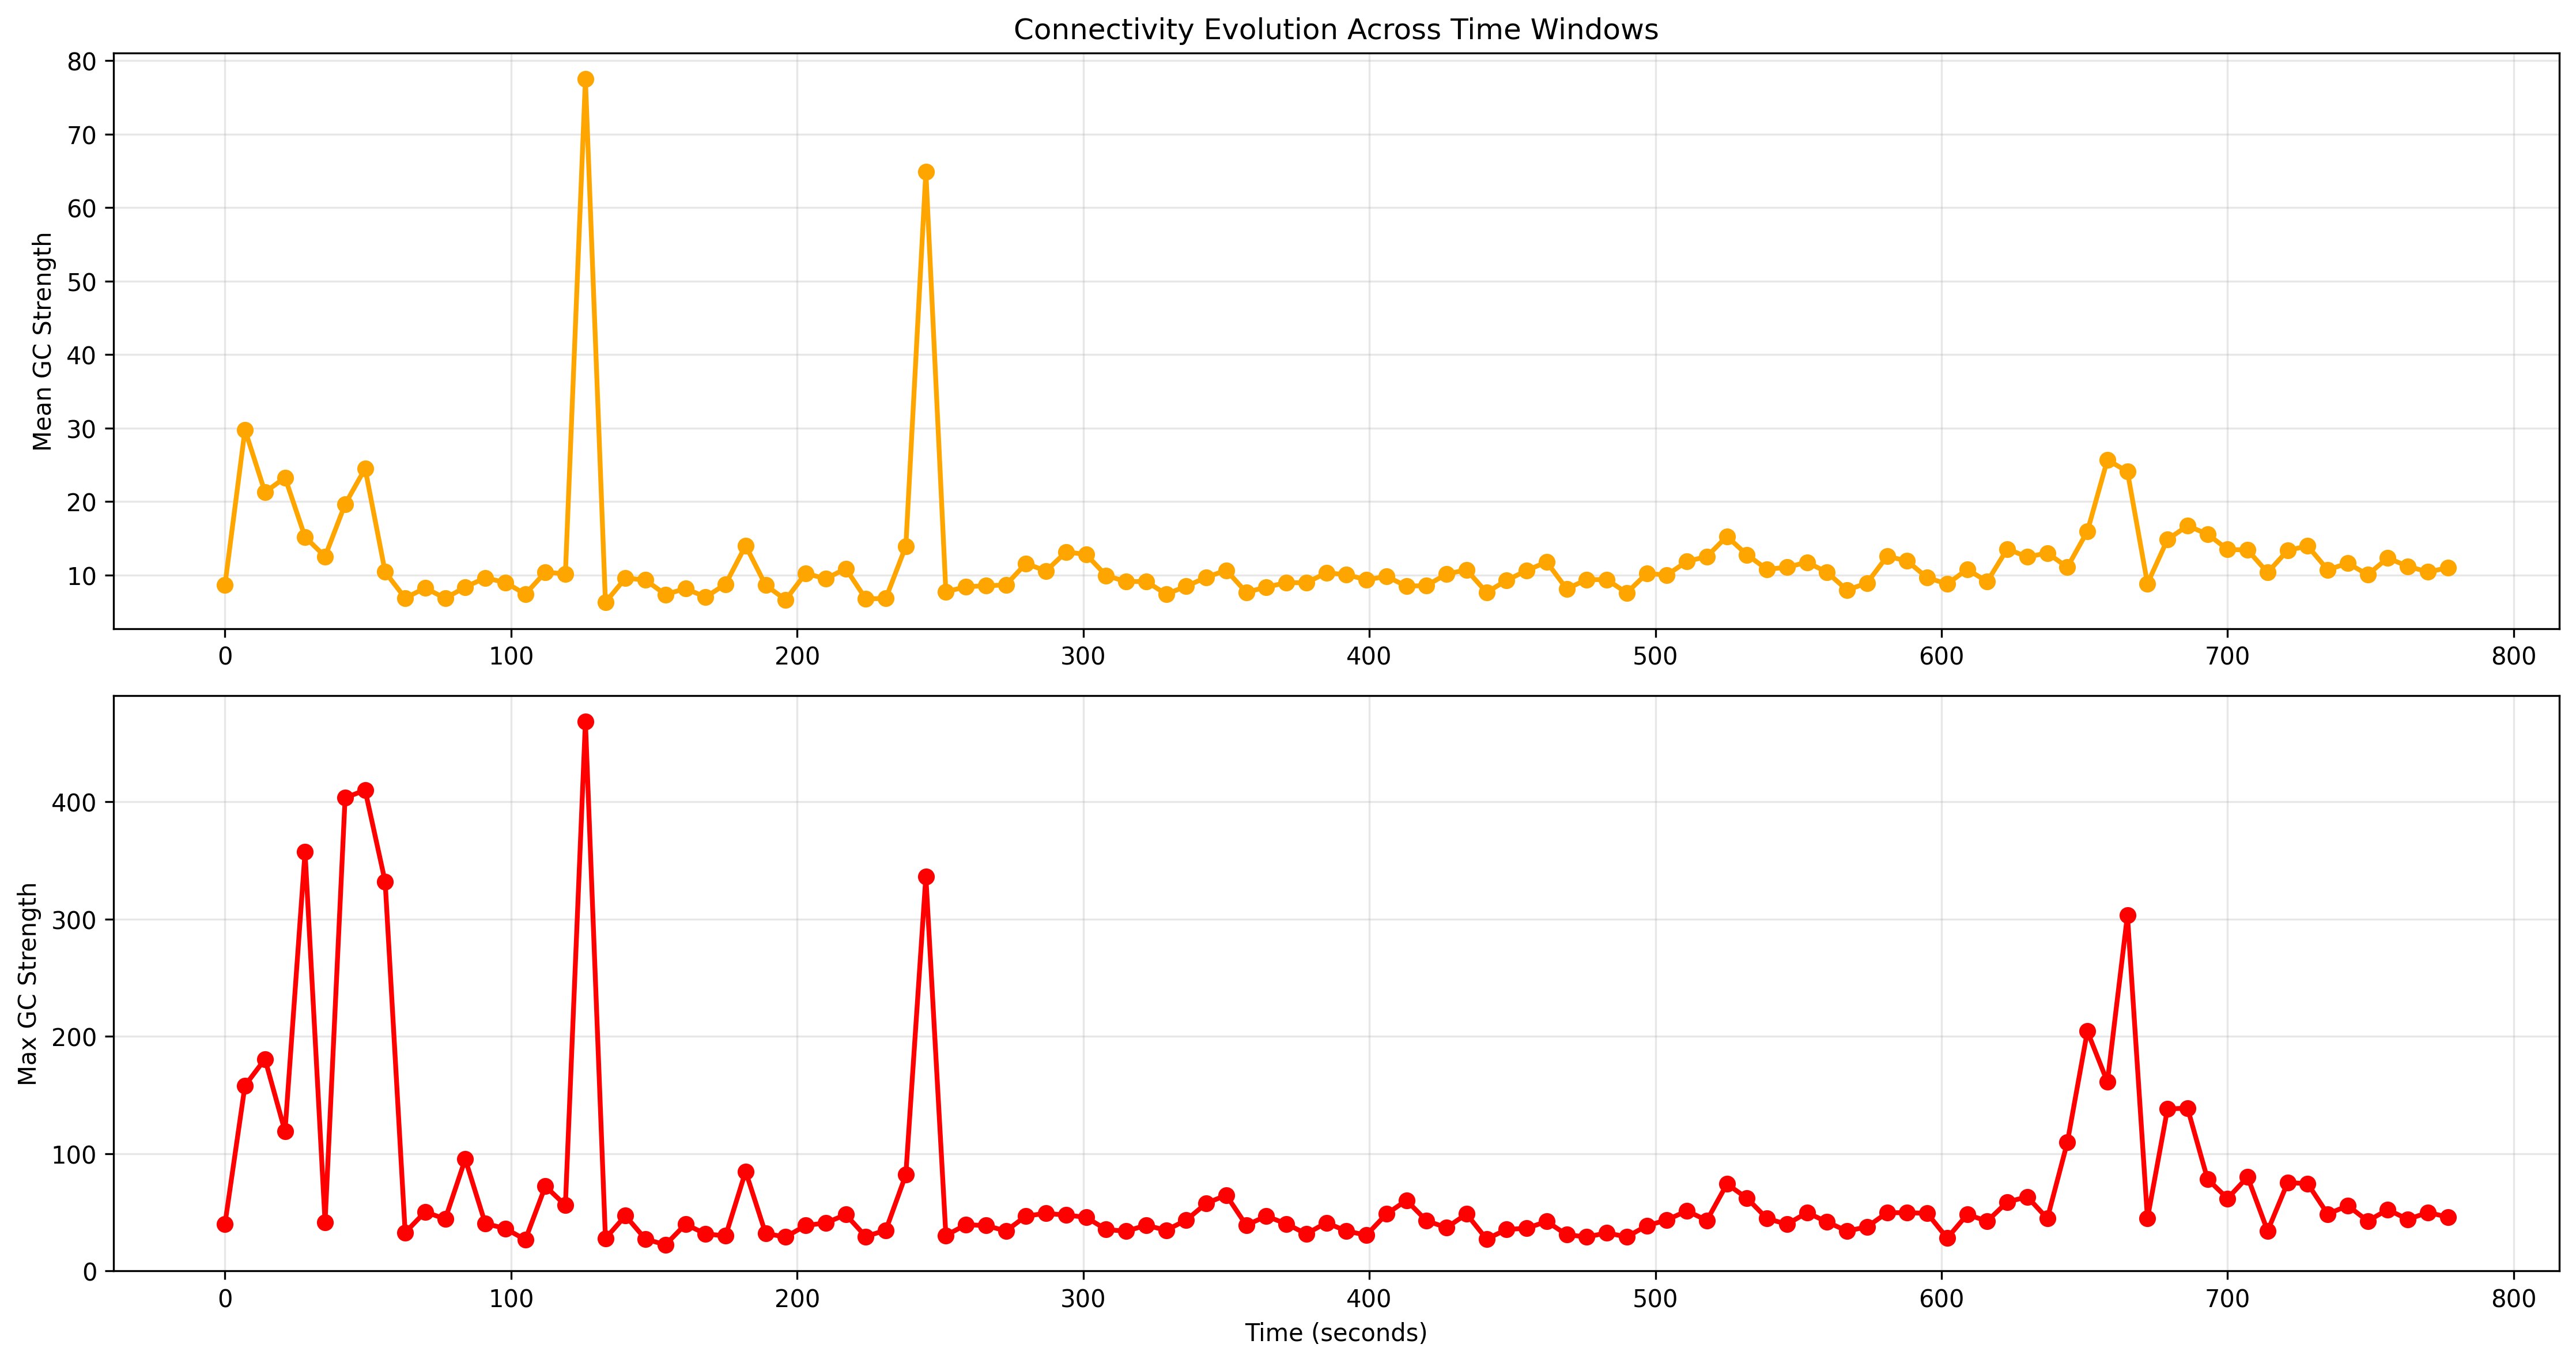 Connectivity Evolution Across Time Windows
Mean GC Strength
80
70
60
50
40
30
20
10
0 100 200 300 400 500 600 700 800
Max GC Strength
400
300
200
100
0
0 100 200 300 400 500 600 700 800
Time (seconds)